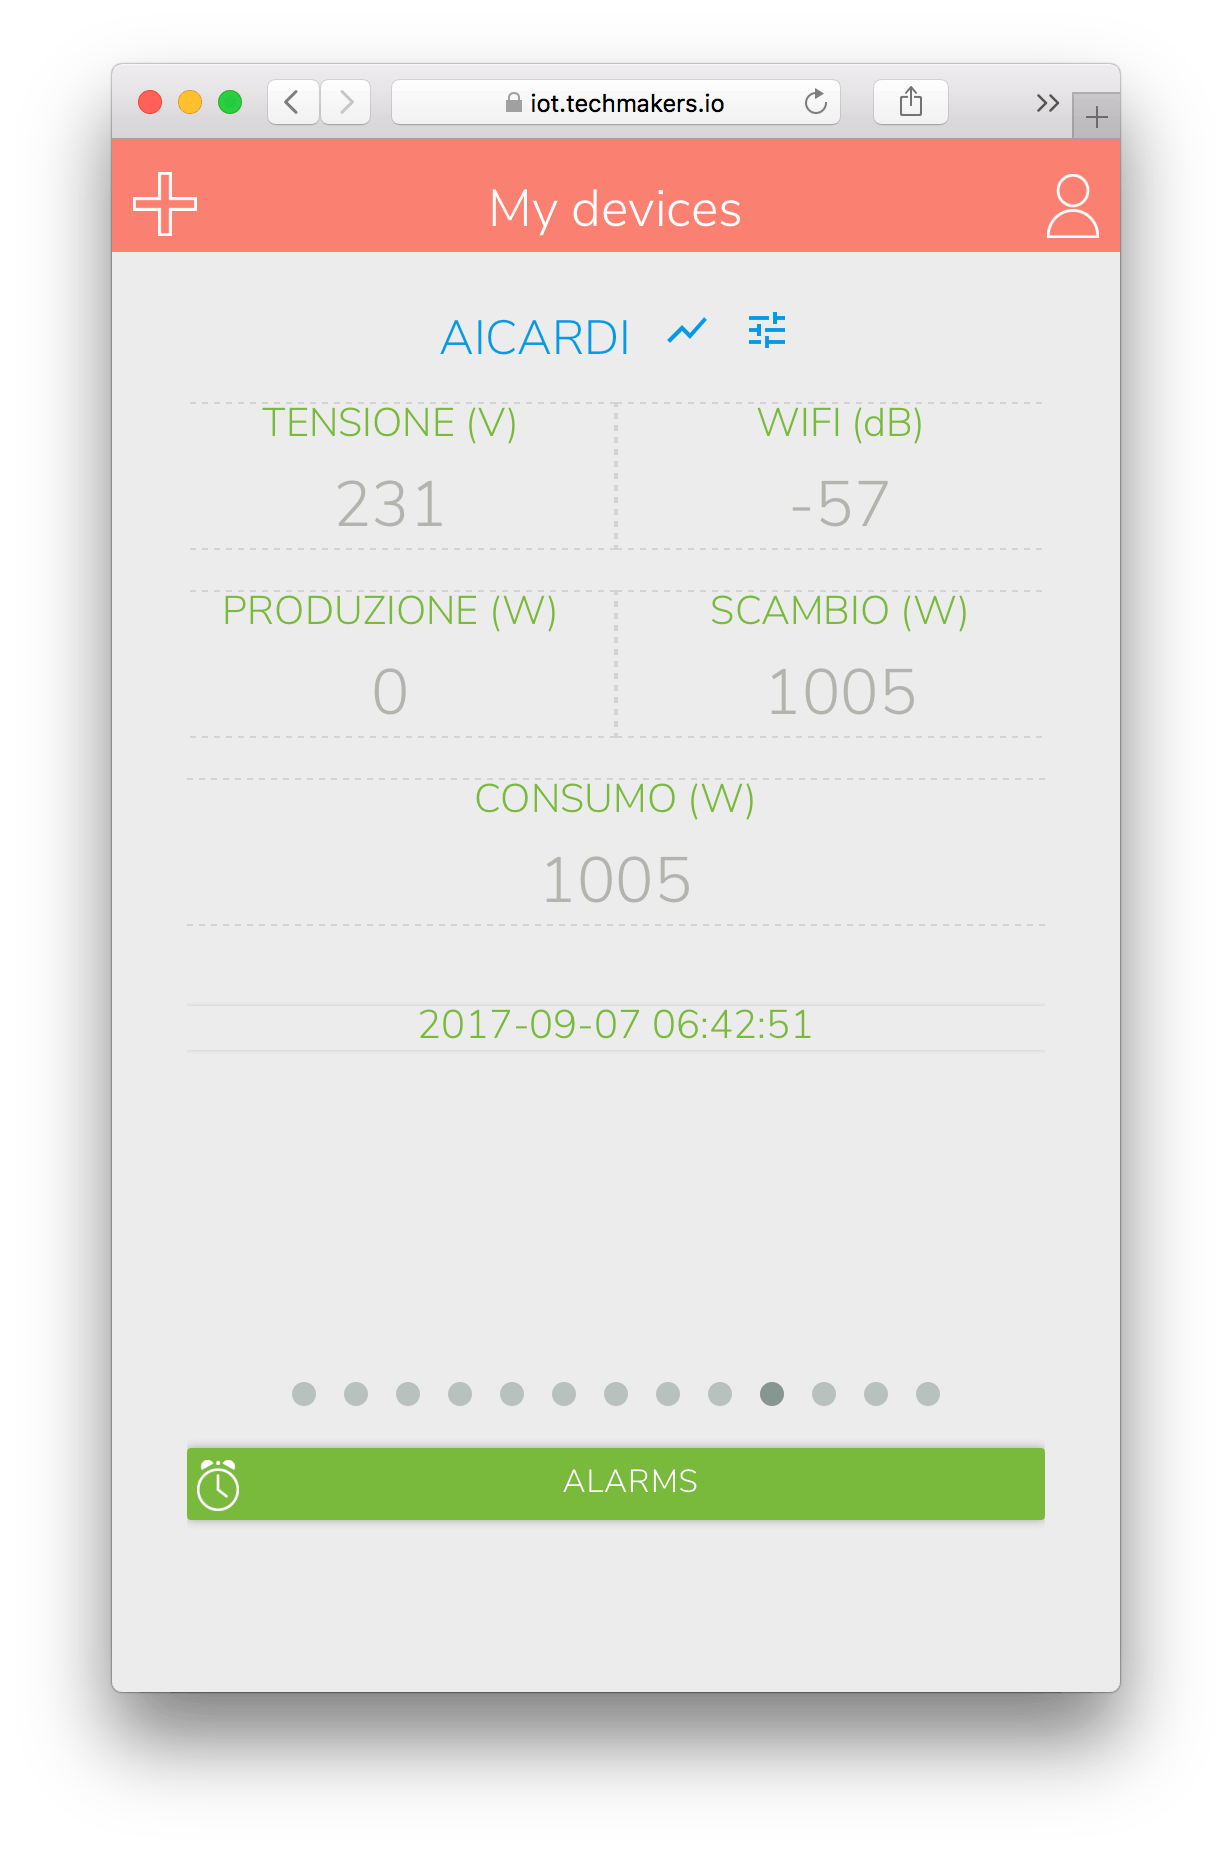 iot.techmakers.io
My devices
AICARDI
TENSIONE (V)
WIFI (dB)
231
-57
PRODUZIONE (W)
SCAMBIO (W)
0
1005
CONSUMO (W)
1005
2017-09-07 06:42:51
ALARMS